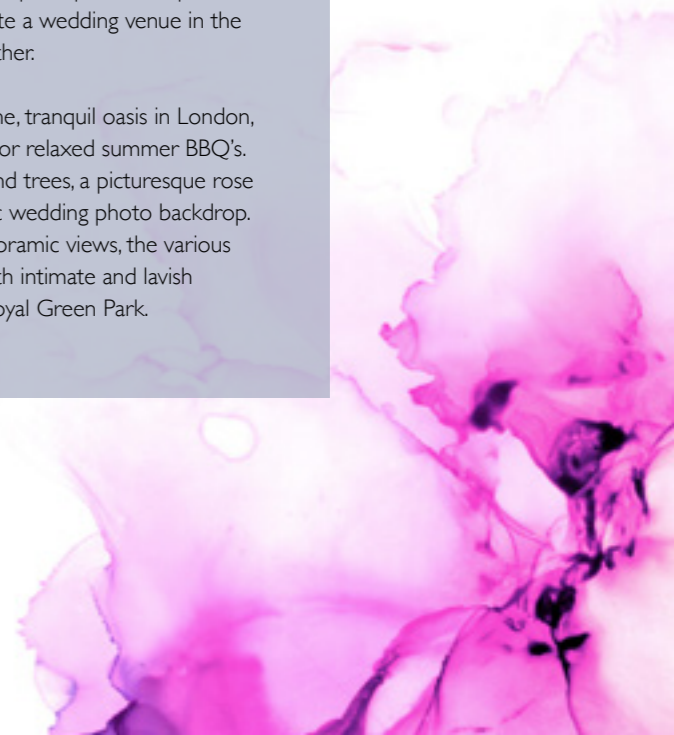 te a wedding venue in the
ther.
ne, tranquil oasis in London,
or relaxed summer BBQ's.
nd trees, a picturesque rose
t wedding photo backdrop.
oramic views, the various
th intimate and lavish
oyal Green Park.